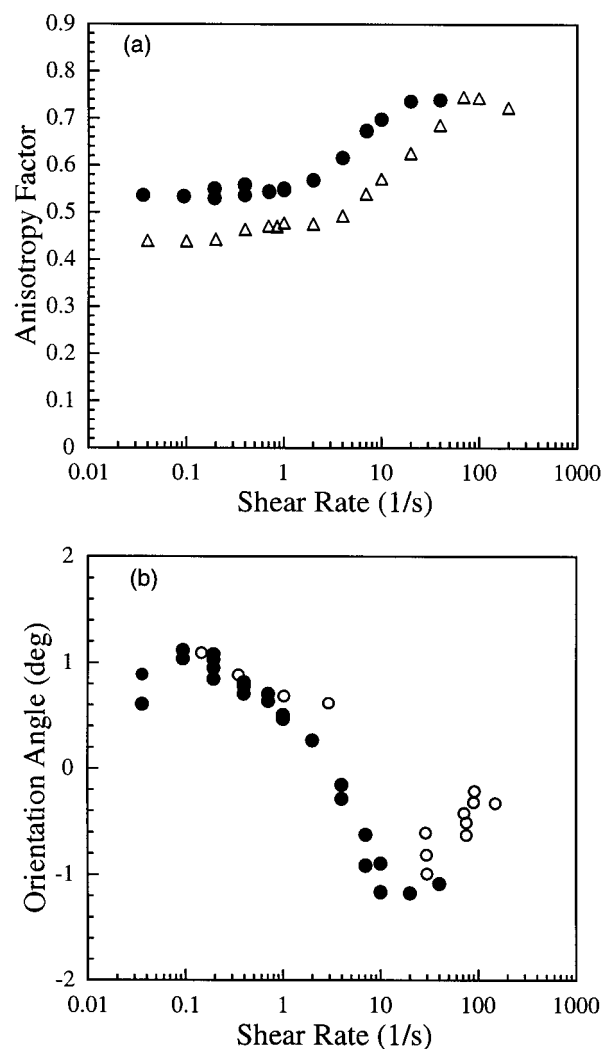 (a)
Anisotropy Factor
0.9
0.8
0.7
0.6
0.5
0.4
0.3
0.2
0.1
0
0.01 0.1 1 10 100 1000
Shear Rate (1/s)
(b)
Orientation Angle (deg)
2
1
0
-1
-2
0.01 0.1 1 10 100 1000
Shear Rate (1/s)